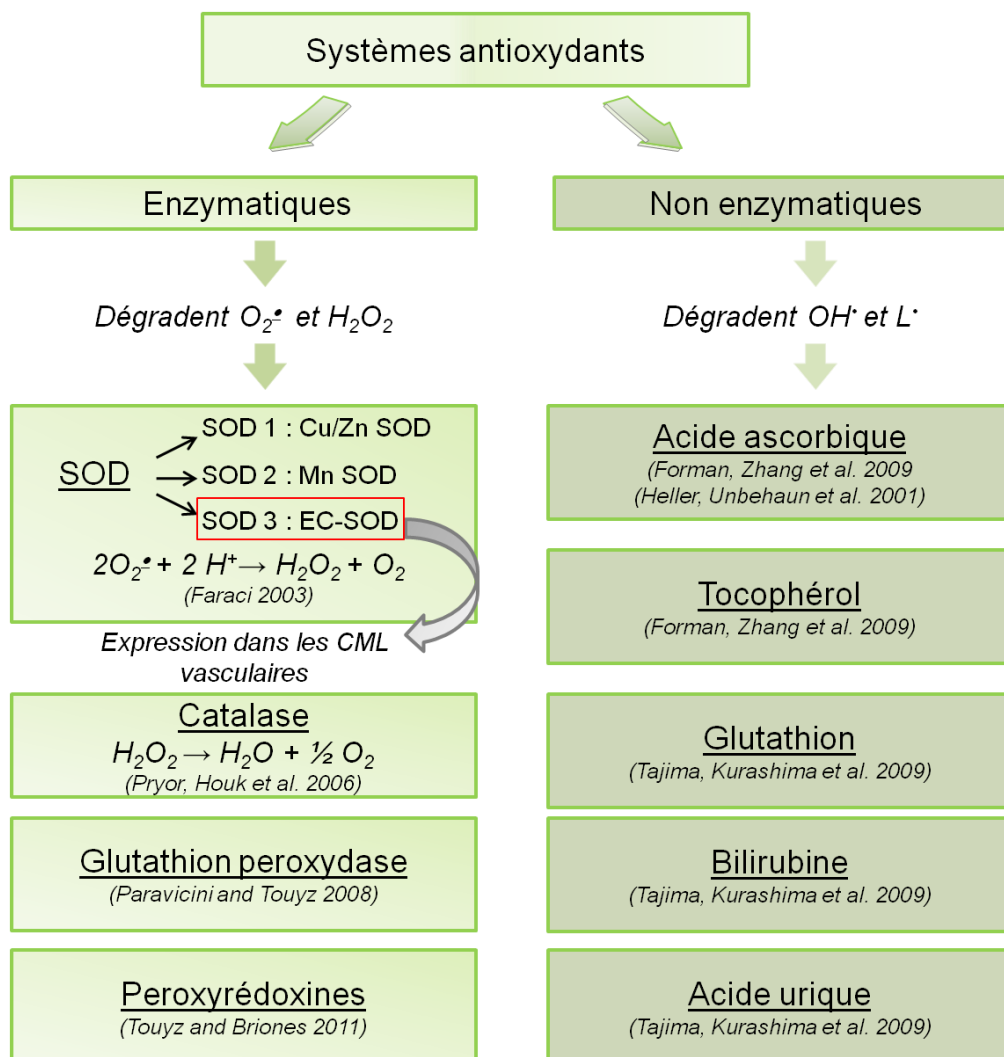 Systèmes antioxydants
Enzymatiques
Dégradent O₂•̲ et H₂O₂
SOD
SOD 1 : Cu/Zn SOD
SOD 2 : Mn SOD
SOD 3 : EC-SOD
2O₂•̲ + 2 H⁺→ H₂O₂ + O₂
(Faraci 2003)
Expression dans les CML
vasculaires
Catalase
H₂O₂→ H₂O + ½ O₂
(Pryor, Houk et al. 2006)
Glutathion peroxydase
(Paravicini and Touyz 2008)
Peroxyrédoxines
(Touyz and Briones 2011)
Non enzymatiques
Dégradent OH• et L•
Acide ascorbique
(Forman, Zhang et al. 2009
(Heller, Unbehaun et al. 2001)
Tocophérol
(Forman, Zhang et al. 2009)
Glutathion
(Tajima, Kurashima et al. 2009)
Bilirubine
(Tajima, Kurashima et al. 2009)
Acide urique
(Tajima, Kurashima et al. 2009)